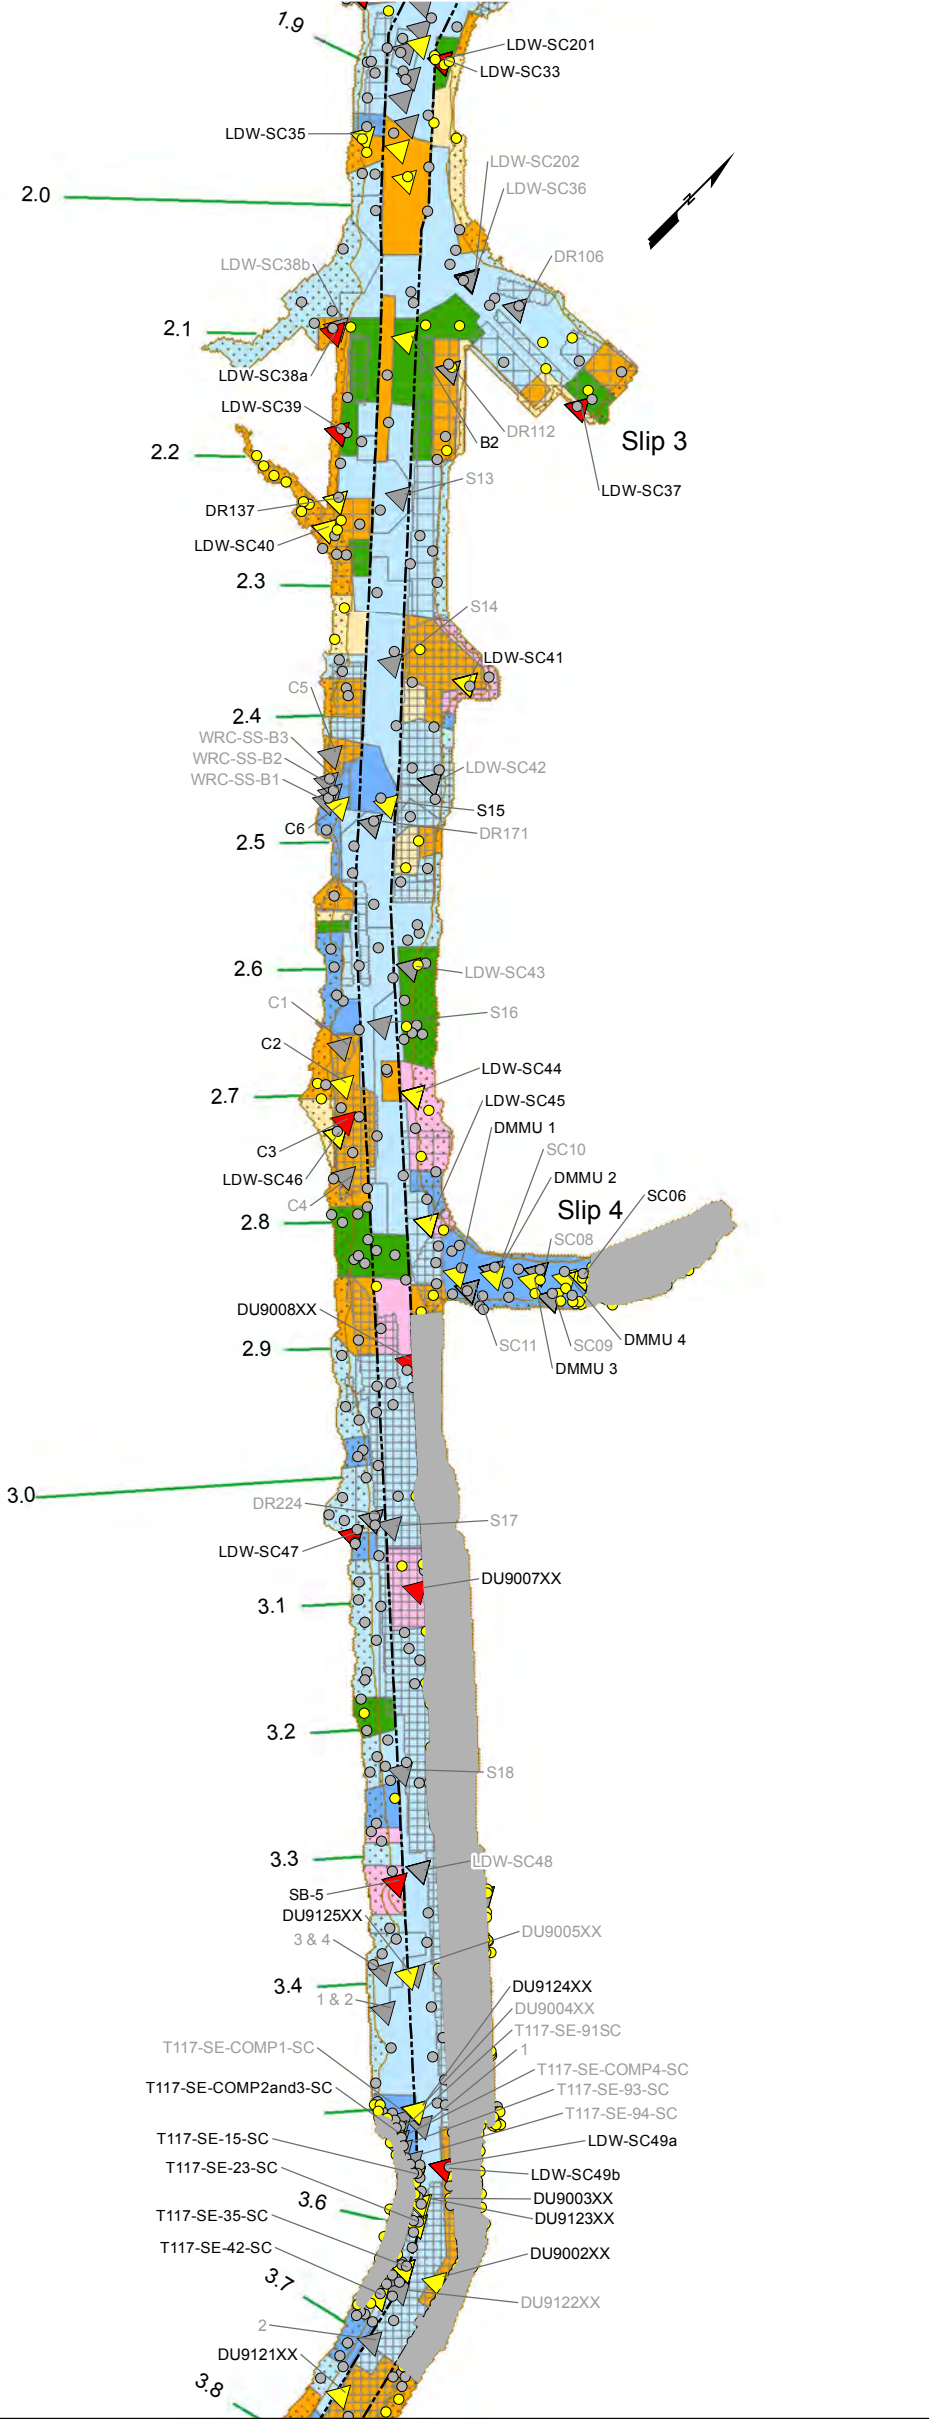 1.9
LDW-SC201
LDW-SC33
LDW-SC35
LDW-SC202
LDW-SC36
2.0
N
DR106
LDW-SC38b
2.1
LDW-SC38a
LDW-SC39
DR112
B2
Slip 3
2.2
S13
LDW-SC37
DR137
LDW-SC40
2.3
S14
LDW-SC41
C5
2.4
WRC-SS-B3
WRC-SS-B2
LDW-SC42
WRC-SS-B1
S15
C6
DR171
2.5
2.6
LDW-SC43
C1
S16
C2
LDW-SC44
2.7
LDW-SC45
DMMU 1
C3
SC10
LDW-SC46
DMMU 2
C4
SC06
Slip 4
2.8
SC08
DU9008XX
DMMU 4
SC11
SC09
2.9
DMMU 3
3.0
DR224
S17
LDW-SC47
DU9007XX
3.1
3.2
S18
3.3
LDW-SC48
SB-5
DU9125XX
DU9005XX
3 & 4
3.4
DU9124XX
1 & 2
DU9004XX
T117-SE-91SC
T117-SE-COMP1-SC
1
T117-SE-COMP4-SC
T117-SE-COMP2and3-SC
T117-SE-93-SC
T117-SE-94-SC
T117-SE-15-SC
LDW-SC49a
T117-SE-23-SC
LDW-SC49b
3.6
DU9003XX
T117-SE-35-SC
DU9123XX
T117-SE-42-SC
DU9002XX
3.7
DU9122XX
2
DU9121XX
3.8